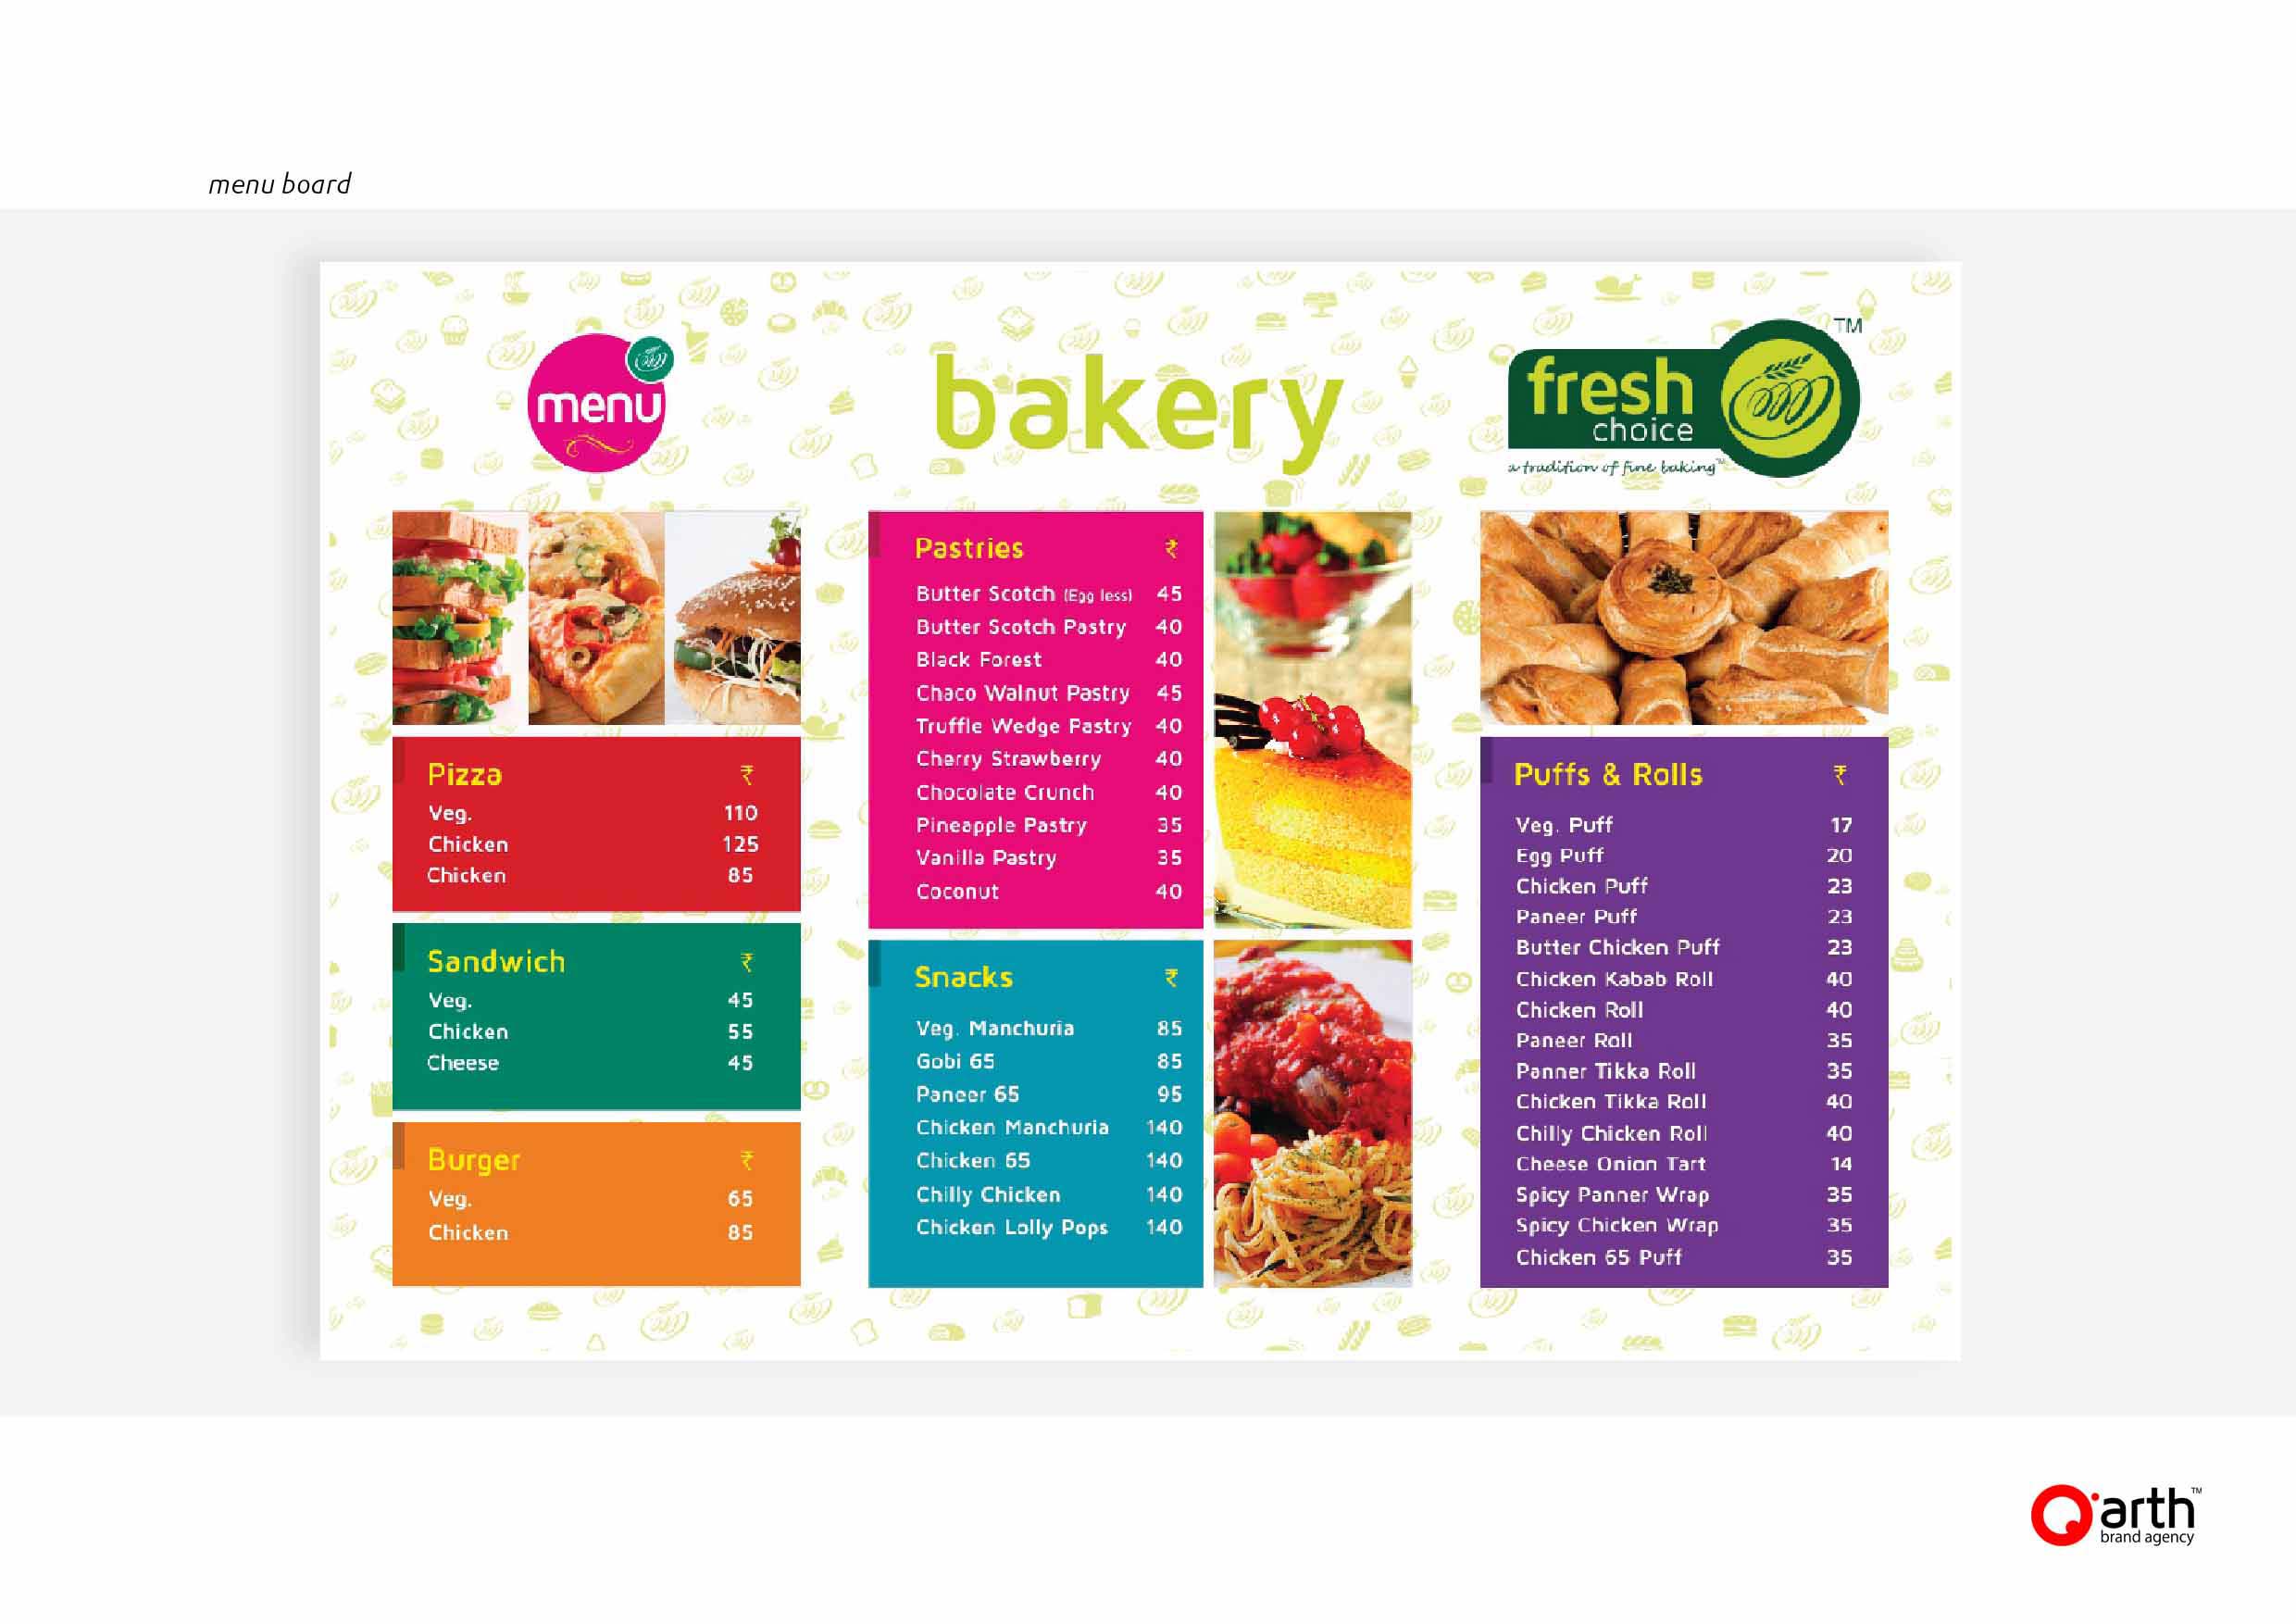 menu board
menu
bakery
fresh
choice
TM
a tradition of fine baking™
Pizza ₹
Veg. 110
Chicken 125
Chicken 85
Sandwich ₹
Veg. 45
Chicken 55
Cheese 45
Burger ₹
Veg. 65
Chicken 85
Pastries ₹
Butter Scotch (Egg less) 45
Butter Scotch Pastry 40
Black Forest 40
Chaco Walnut Pastry 45
Truffle Wedge Pastry 40
Cherry Strawberry 40
Chocolate Crunch 40
Pineapple Pastry 35
Vanilla Pastry 35
Coconut 40
Snacks ₹
Veg. Manchuria 85
Gobi 65 85
Paneer 65 95
Chicken Manchuria 140
Chicken 65 140
Chilly Chicken 140
Chicken Lolly Pops 140
Puffs & Rolls ₹
Veg. Puff 17
Egg Puff 20
Chicken Puff 23
Paneer Puff 23
Butter Chicken Puff 23
Chicken Kabab Roll 40
Chicken Roll 40
Paneer Roll 35
Panner Tikka Roll 35
Chicken Tikka Roll 40
Chilly Chicken Roll 40
Cheese Onion Tart 14
Spicy Panner Wrap 35
Spicy Chicken Wrap 35
Chicken 65 Puff 35
Q'arth™
brand agency